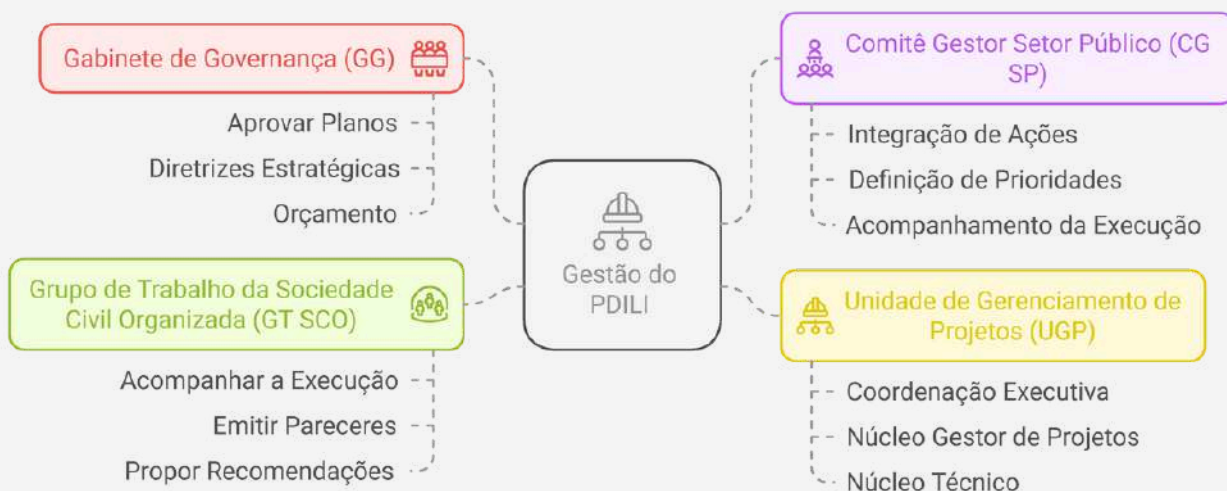 Gabinete de Governança (GG)
Aprovar Planos
Diretrizes Estratégicas
Orçamento
Grupo de Trabalho da Sociedade
Civil Organizada (GT SCO)
Acompanhar a Execução
Emitir Pareceres
Propor Recomendações
Gestão do
PDILI
Comitê Gestor Setor Público (CG
SP)
Integração de Ações
Definição de Prioridades
Acompanhamento da Execução
Unidade de Gerenciamento de
Projetos (UGP)
Coordenação Executiva
Núcleo Gestor de Projetos
Núcleo Técnico